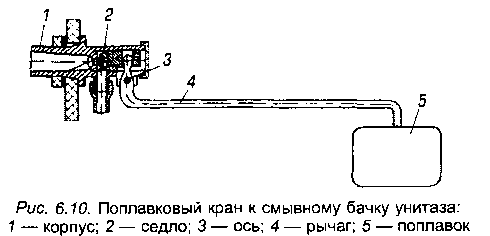 1 2 3 4 5
Рис. 6.10. Поплавковый кран к смывному бачку унитаза:
1 — корпус; 2 — седло; 3 — ось; 4 — рычаг; 5 — поплавок